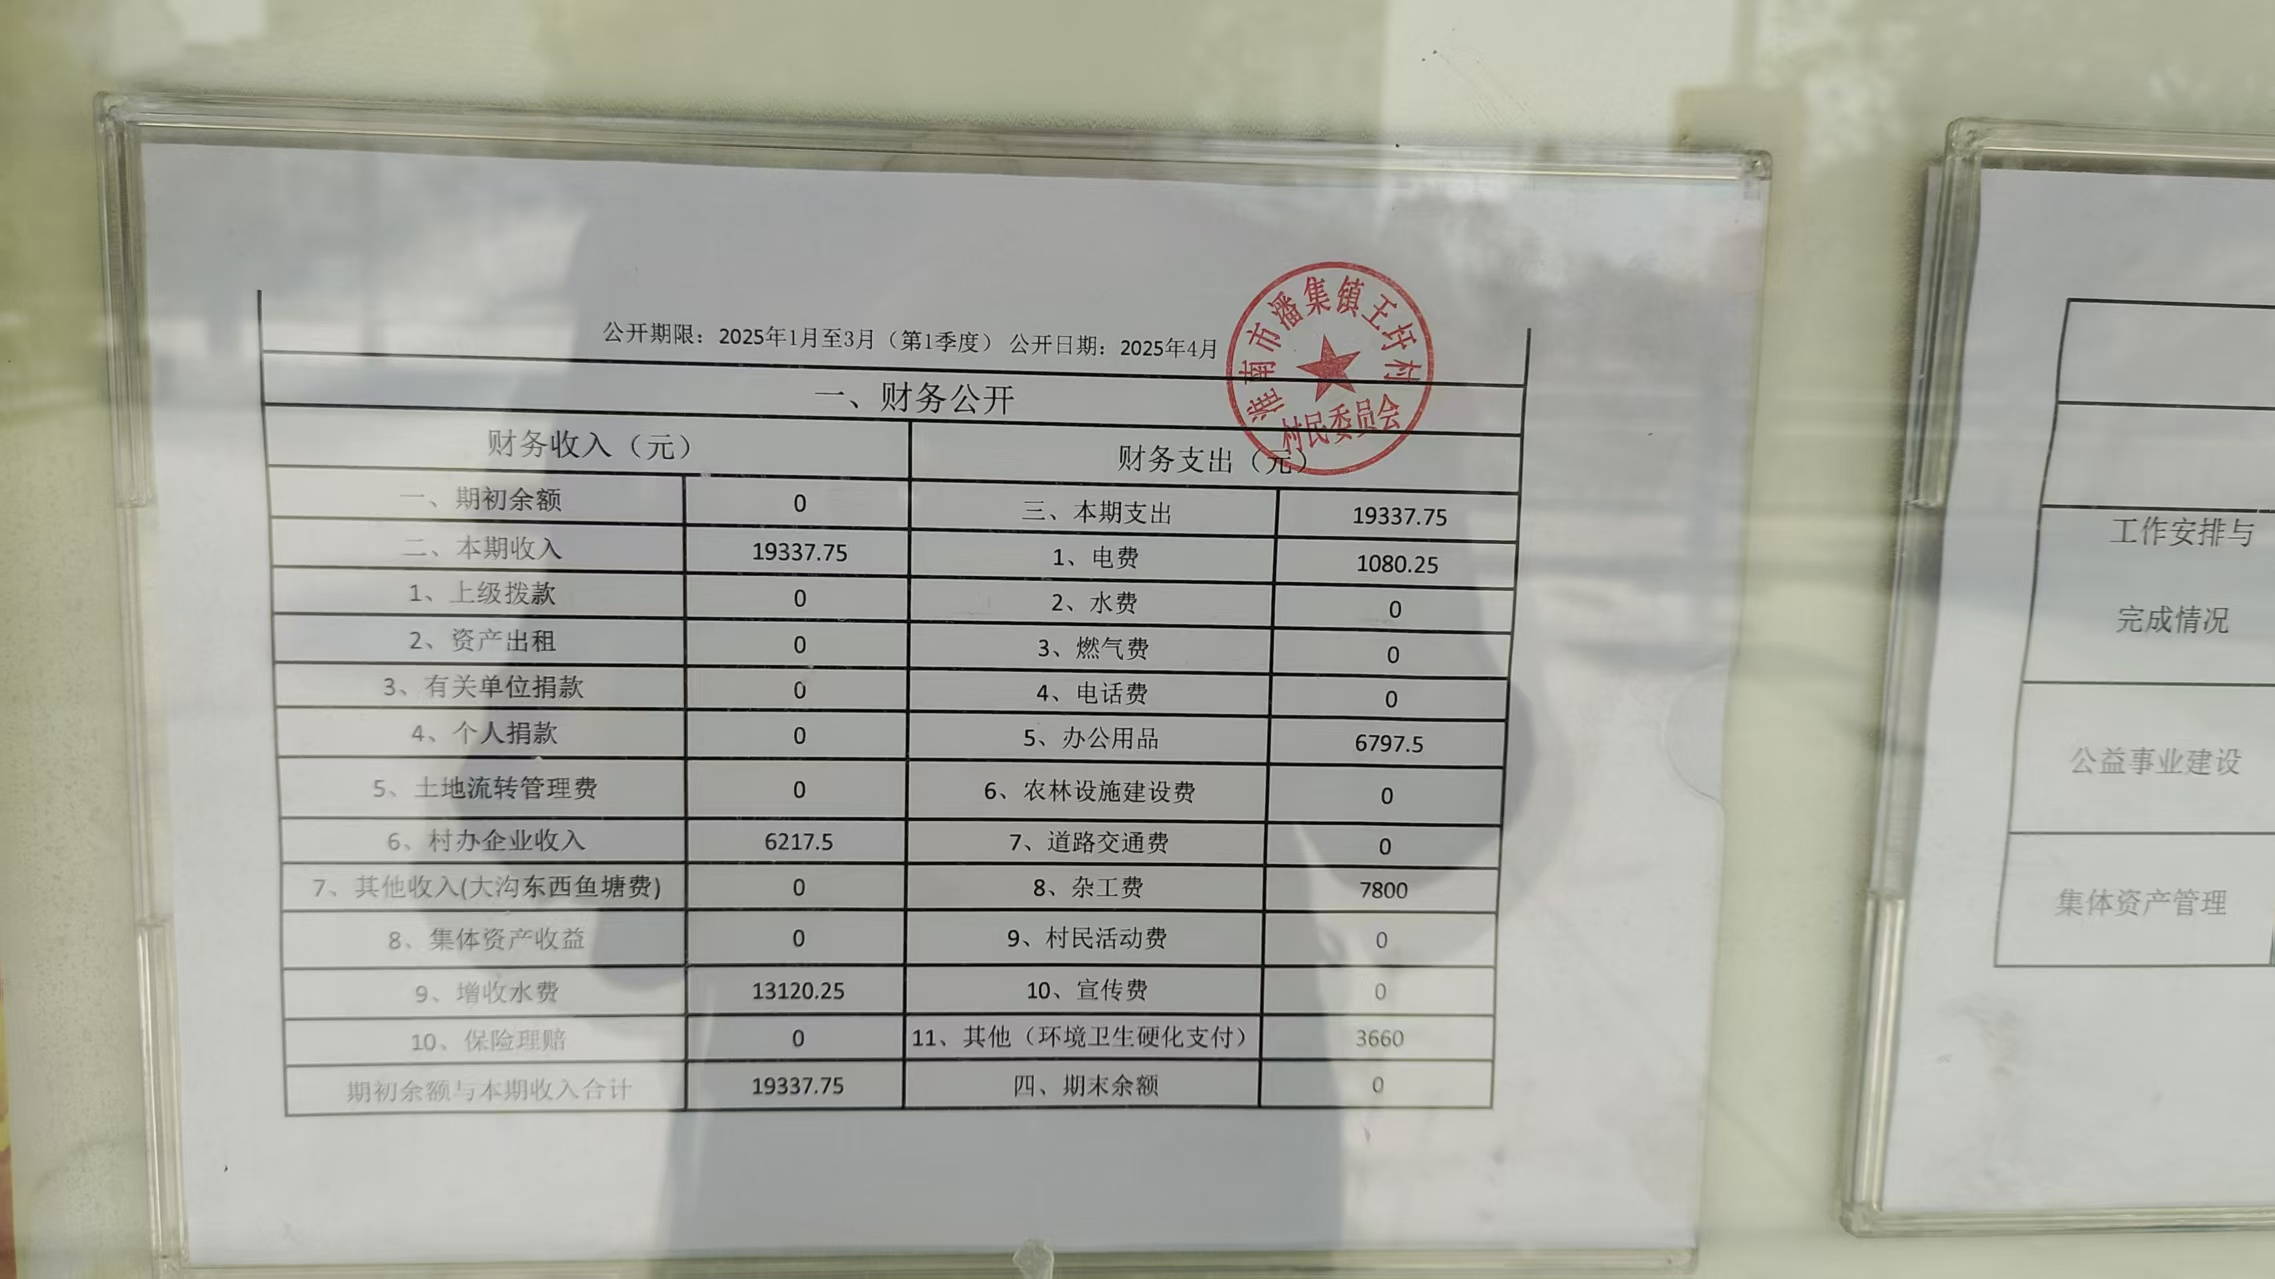 公开期限：2025年1月至3月（第1季度） 公开日期：2025年4月
淮南市潘集镇王圩村
村民委员会
一、财务公开
财务收入（元） 财务支出（元）
一、期初余额 0 三、本期支出 19337.75
二、本期收入 19337.75 1、电费 1080.25
1、上级拨款 0 2、水费 0
2、资产出租 0 3、燃气费 0
3、有关单位捐款 0 4、电话费 0
4、个人捐款 0 5、办公用品 6797.5
5、土地流转管理费 0 6、农林设施建设费 0
6、村办企业收入 6217.5 7、道路交通费 0
7、其他收入(大沟东西鱼塘费) 0 8、杂工费 7800
8、集体资产收益 0 9、村民活动费 0
9、增收水费 13120.25 10、宣传费 0
10、保险理赔 0 11、其他（环境卫生硬化支付） 3660
期初余额与本期收入合计 19337.75 四、期末余额 0
工作安排与
完成情况
公益事业建设
集体资产管理